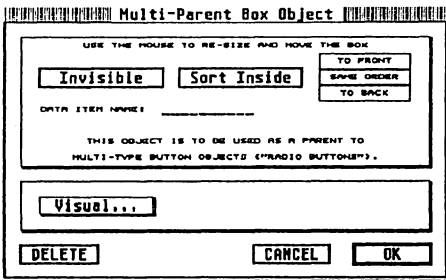 Multi-Parent Box Object
USE THE MOUSE TO RE-SIZE AND MOVE THE BOX
TO FRONT
Invisible Sort Inside SAME ORDER
TO BACK
DATA ITEM NAME:
THIS OBJECT IS TO BE USED AS A PARENT TO
MULTI-TYPE BUTTON OBJECTS ("RADIO BUTTONS").
Visual...
DELETE CANCEL OK